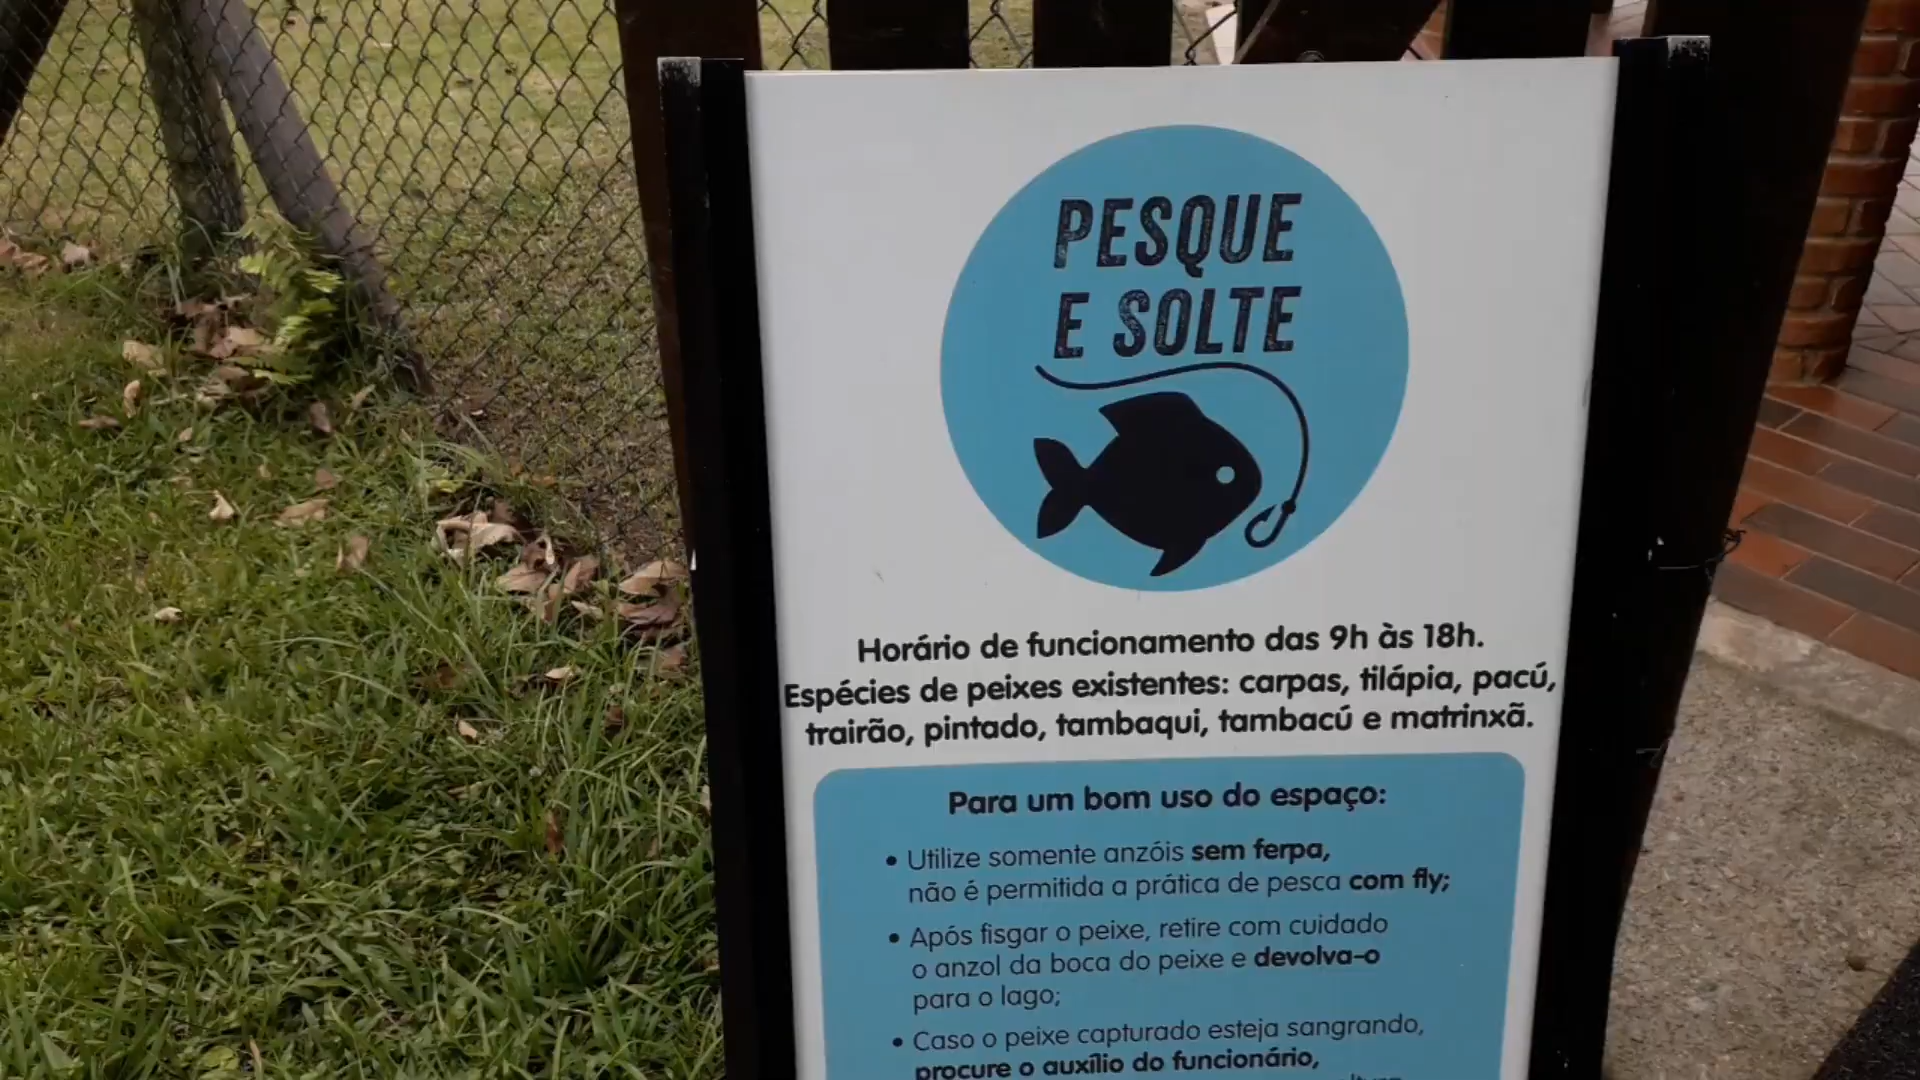 PESQUE
E SOLTE
Horário de funcionamento das 9h às 18h.
Espécies de peixes existentes: carpas, tilápia, pacú,
trairão, pintado, tambaqui, tambacú e matrinxã.
Para um bom uso do espaço:
• Utilize somente anzóis sem ferpa,
não é permitida a prática de pesca com fly;
• Após fisgar o peixe, retire com cuidado
o anzol da boca do peixe e devolva-o
para o lago;
• Caso o peixe capturado esteja sangrando,
procure o auxílio do funcionário,